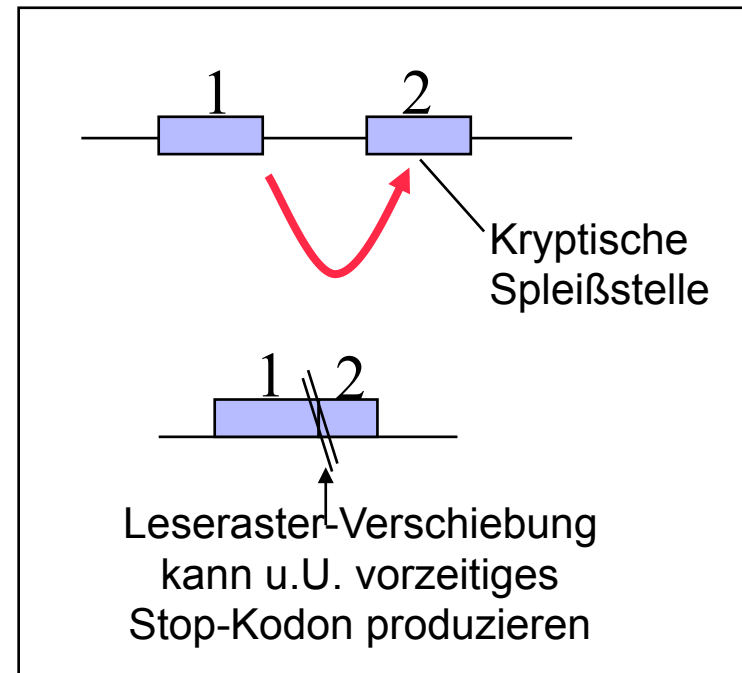 1 2
Kryptische
Spleißstelle
1 2
Leseraster-Verschiebung
kann u.U. vorzeitiges
Stop-Kodon produzieren